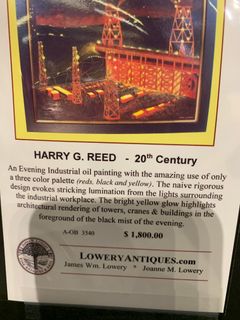 HARRY G. REED - 20th Century
An Evening Industrial oil painting with the amazing use of only
a three color palette (reds, black and yellow). The naive rigorous
design evokes stricking lumination from the lights surrounding
the industrial workplace. The bright yellow glow highlights
architectural rendering of towers, cranes & buildings in the
foreground of the black mist of the evening.
A-OB 3540 $ 1,800.00
LOWERYANTIQUES.com
James Wm. Lowery * Joanne M. Lowery